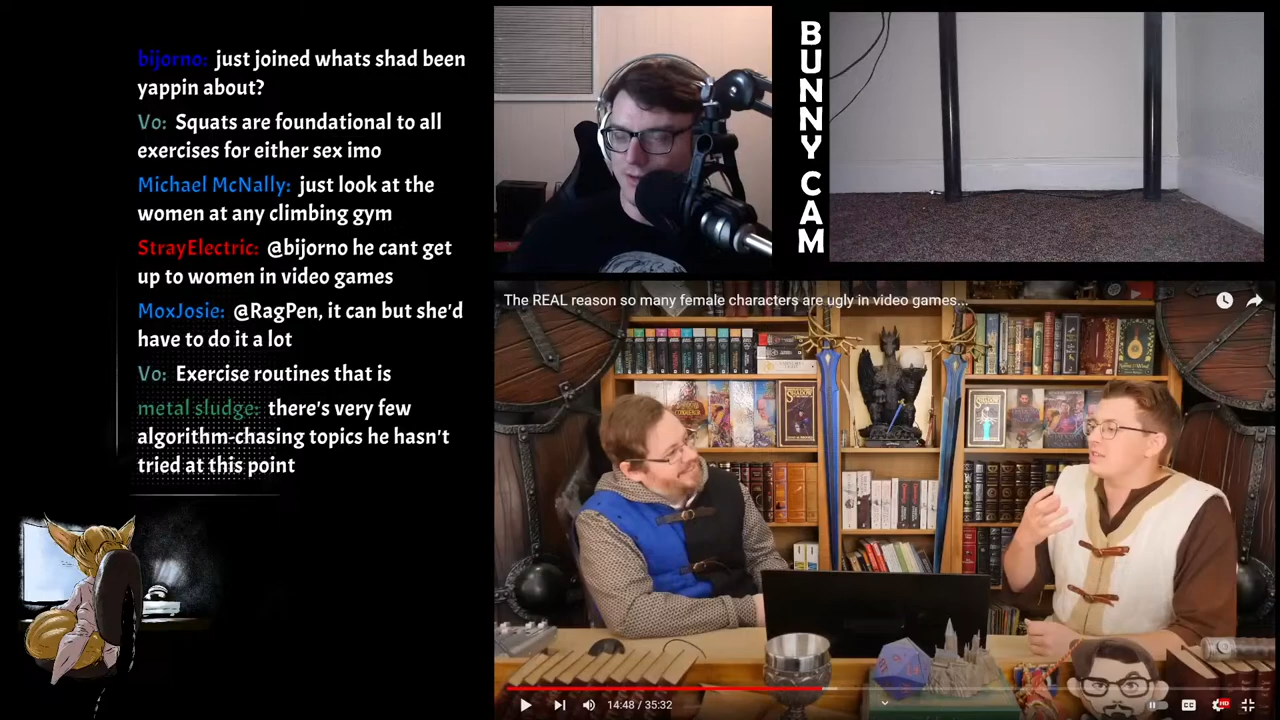 bijorno: just joined whats shad been
yappin about?
Vo: Squats are foundational to all
exercises for either sex imo
Michael McNally: just look at the
women at any climbing gym
StrayElectric: @bijorno he cant get
up to women in video games
MoxJosie: @RagPen, it can but she'd
have to do it a lot
Vo: Exercise routines that is
metal sludge: there's very few
algorithm-chasing topics he hasn't
tried at this point
BUNNY CAM
The REAL reason so many female characters are ugly in video games...
14:48 / 35:32
CC
HD